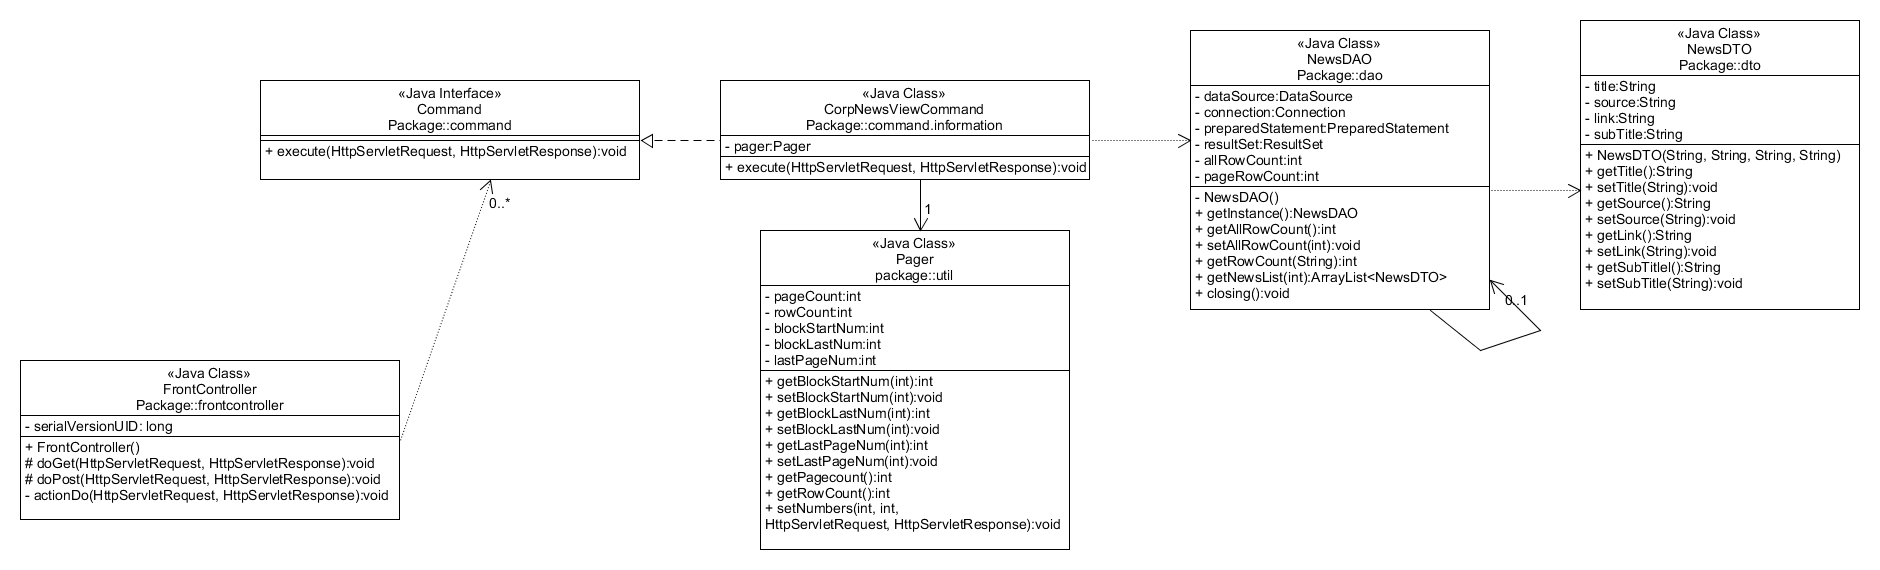 «Java Interface»
Command
Package::command
+ execute(HttpServletRequest, HttpServletResponse):void
0..*
«Java Class»
FrontController
Package::frontcontroller
- serialVersionUID: long
+ FrontController()
# doGet(HttpServletRequest, HttpServletResponse):void
# doPost(HttpServletRequest, HttpServletResponse):void
- actionDo(HttpServletRequest, HttpServletResponse):void
«Java Class»
CorpNewsViewCommand
Package::command.information
- pager:Pager
+ execute(HttpServletRequest, HttpServletResponse):void
1
«Java Class»
Pager
package::util
- pageCount:int
- rowCount:int
- blockStartNum:int
- blockLastNum:int
- lastPageNum:int
+ getBlockStartNum(int):int
+ setBlockStartNum(int):void
+ getBlockLastNum(int):int
+ setBlockLastNum(int):void
+ getLastPageNum(int):int
+ setLastPageNum(int):void
+ getPagecount():int
+ getRowCount():int
+ setNumbers(int, int,
HttpServletRequest, HttpServletResponse):void
«Java Class»
NewsDAO
Package::dao
- dataSource:DataSource
- connection:Connection
- preparedStatement:PreparedStatement
- resultSet:ResultSet
- allRowCount:int
- pageRowCount:int
- NewsDAO()
+ getInstance():NewsDAO
+ getAllRowCount():int
+ setAllRowCount(int):void
+ getRowCount(String):int
+ getNewsList(int):ArrayList<NewsDTO>
+ closing():void
0..1
«Java Class»
NewsDTO
Package::dto
- title:String
- source:String
- link:String
- subTitle:String
+ NewsDTO(String, String, String, String)
+ getTitle():String
+ setTitle(String):void
+ getSource():String
+ setSource(String):void
+ getLink():String
+ setLink(String):void
+ getSubTitlel():String
+ setSubTitle(String):void